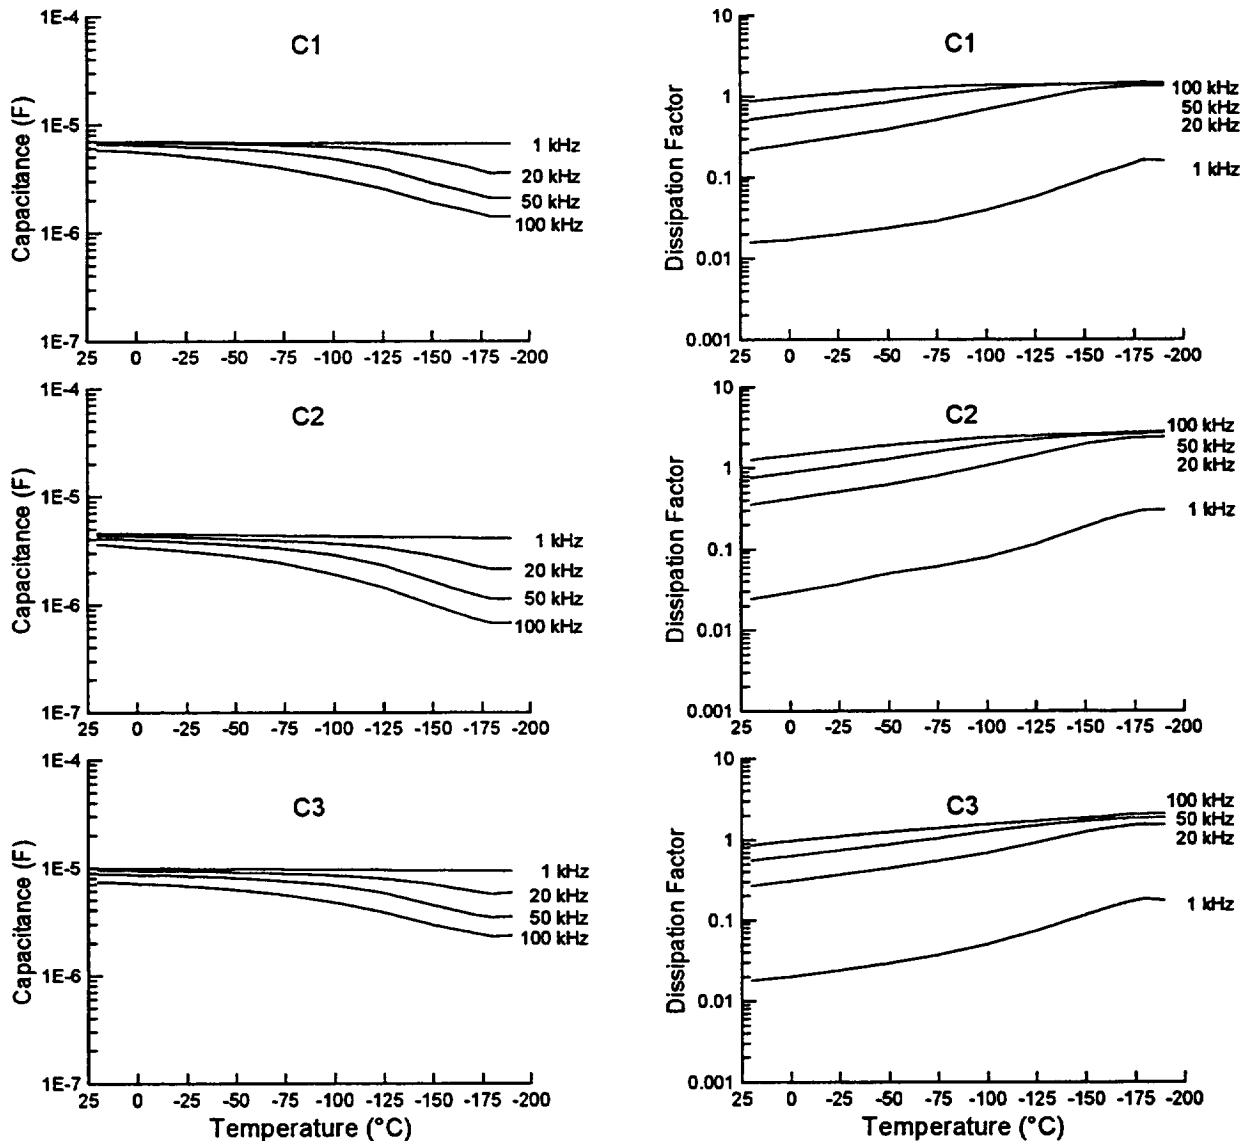 1E-4
C1
Capacitance (F)
1E-5
1 kHz
20 kHz
50 kHz
1E-6
100 kHz
1E-7
25 0 -25 -50 -75 -100 -125 -150 -175 -200
10
C1
Dissipation Factor
1
100 kHz
50 kHz
20 kHz
0.1
1 kHz
0.01
0.001
25 0 -25 -50 -75 -100 -125 -150 -175 -200
1E-4
C2
Capacitance (F)
1E-5
1 kHz
20 kHz
50 kHz
1E-6
100 kHz
1E-7
25 0 -25 -50 -75 -100 -125 -150 -175 -200
10
C2
Dissipation Factor
100 kHz
50 kHz
1
20 kHz
1 kHz
0.1
0.01
0.001
25 0 -25 -50 -75 -100 -125 -150 -175 -200
1E-4
C3
Capacitance (F)
1E-5
1 kHz
20 kHz
50 kHz
100 kHz
1E-6
1E-7
25 0 -25 -50 -75 -100 -125 -150 -175 -200
Temperature (°C)
10
C3
Dissipation Factor
100 kHz
50 kHz
1
20 kHz
1 kHz
0.1
0.01
0.001
25 0 -25 -50 -75 -100 -125 -150 -175 -200
Temperature (°C)